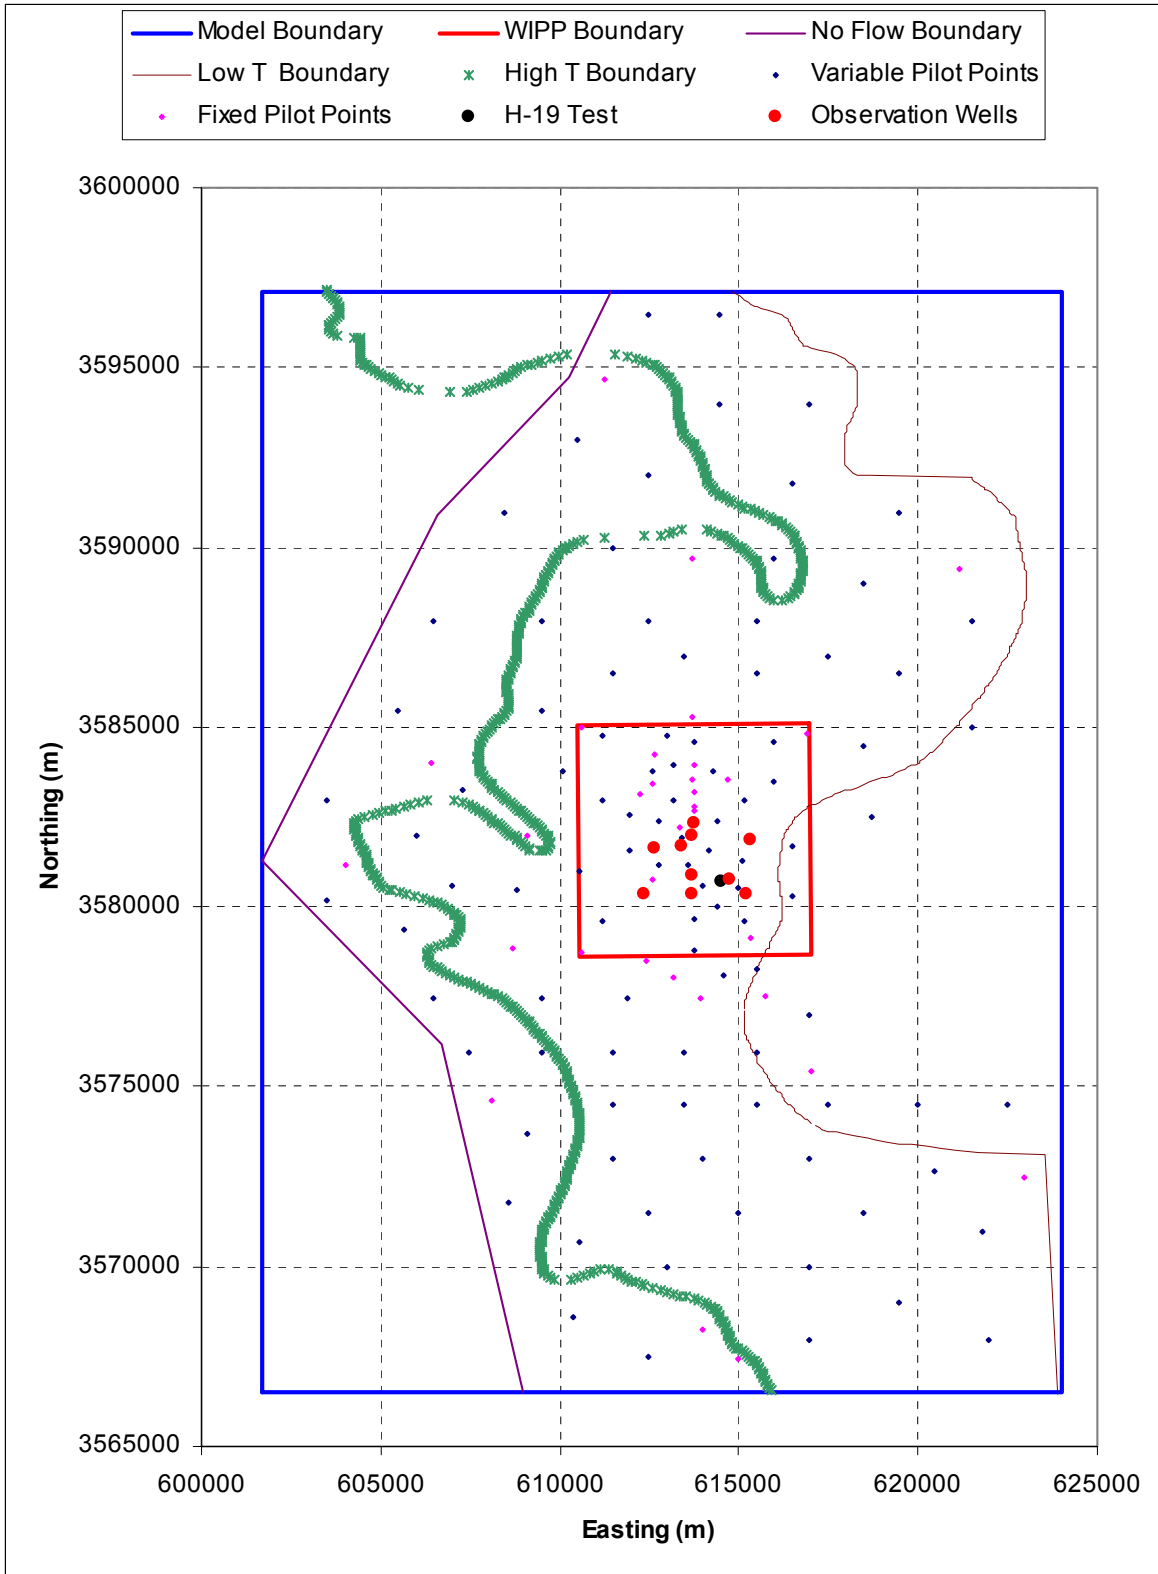 Model Boundary WIPP Boundary No Flow Boundary
Low T Boundary High T Boundary Variable Pilot Points
Fixed Pilot Points H-19 Test Observation Wells
3600000
3595000
3590000
3585000
3580000
3575000
3570000
3565000
Northing (m)
600000 605000 610000 615000 620000 625000
Easting (m)